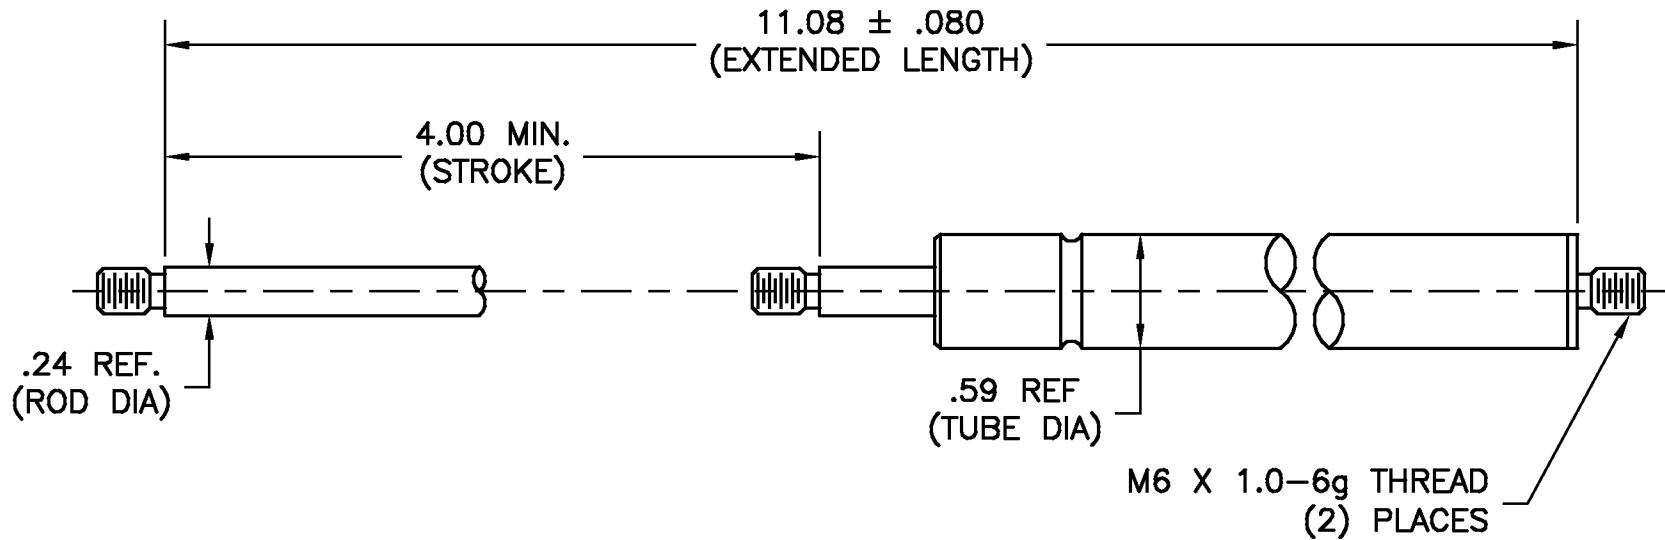 11.08 ± .080
(EXTENDED LENGTH)
4.00 MIN.
(STROKE)
.24 REF.
(ROD DIA)
.59 REF
(TUBE DIA)
M6 X 1.0-6g THREAD
(2) PLACES